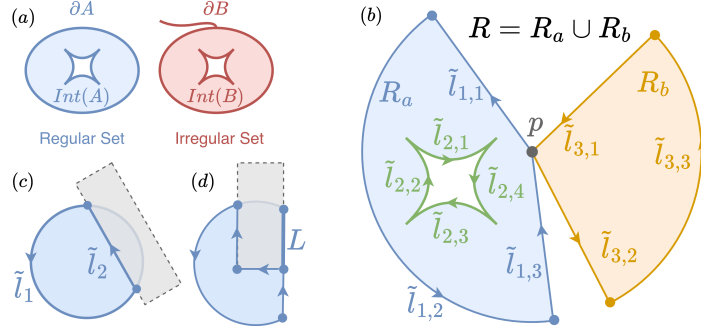 (a)
∂A
∂B
Int(A)
Int(B)
Regular Set
Irregular Set
(b)
R = R_a ∪ R_b
R_a
R_b
p
l̃_{1,1}
l̃_{1,2}
l̃_{1,3}
l̃_{2,1}
l̃_{2,2}
l̃_{2,3}
l̃_{2,4}
l̃_{3,1}
l̃_{3,2}
l̃_{3,3}
(c)
l̃_1
l̃_2
(d)
L